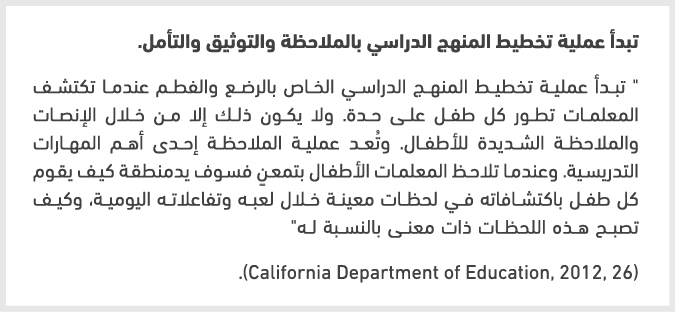 تبدأ عملية تخطيط المنهج الدراسي بالملاحظة والتوثيق والتأمل.
" تبدأ عملية تخطيط المنهج الدراسي الخاص بالرضع والفطم عندما تكتشف
المعلمات تطور كل طفل على حدة. ولا يكون ذلك إلا من خلال الإنصات
والملاحظة الشديدة للأطفال. وتُعد عملية الملاحظة إحدى أهم المهارات
التدريسية. وعندما تلاحظ المعلمات الأطفال بتمعنٍ فسوف يدمنطقة كيف يقوم
كل طفل باكتشافاته في لحظات معينة خلال لعبه وتفاعلاته اليومية، وكيف
تصبح هذه اللحظات ذات معنى بالنسبة له"
(California Department of Education, 2012, 26).